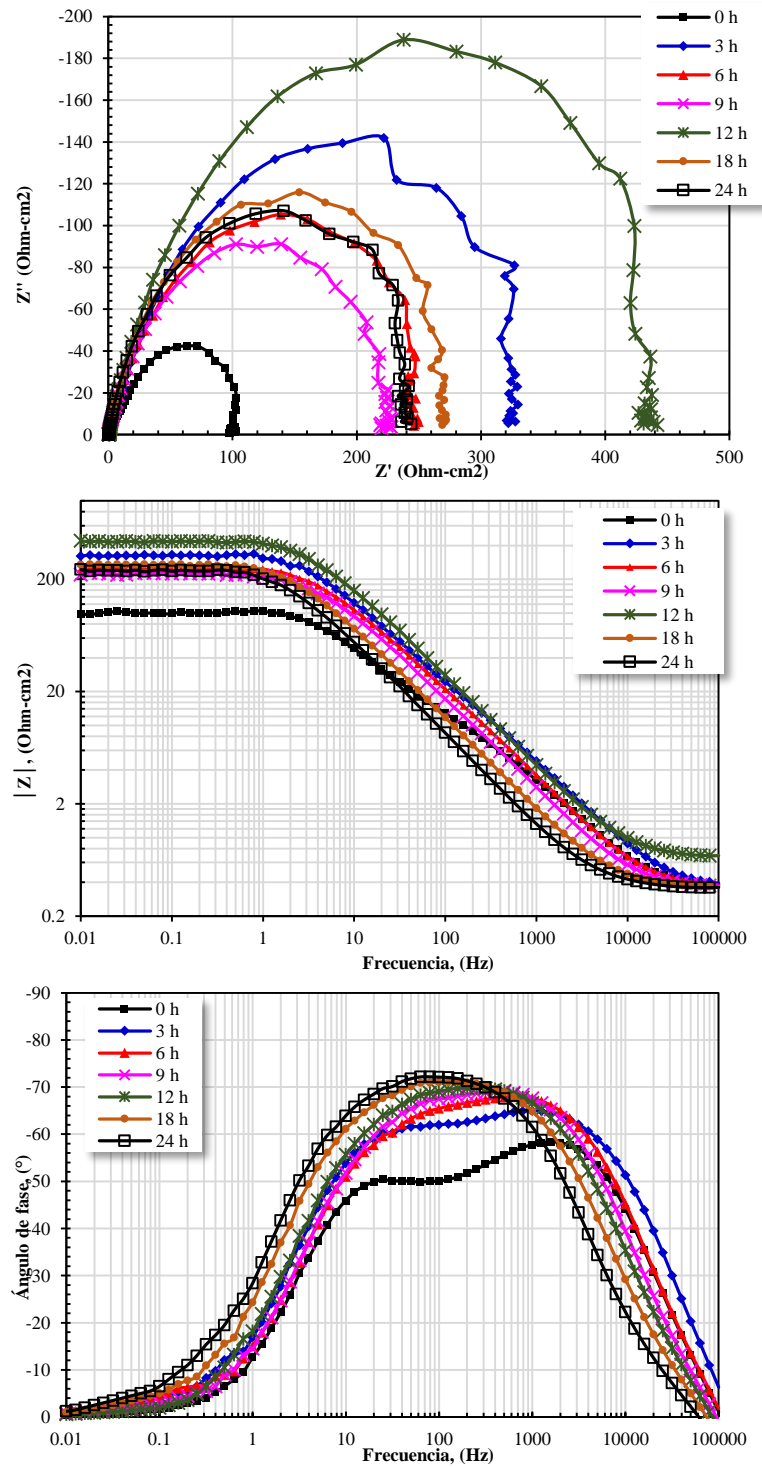 -200
-180
-160
-140
-120
-100
-80
-60
-40
-20
0
Z'' (Ohm-cm2)
0 100 200 300 400 500
Z' (Ohm-cm2)
0 h
3 h
6 h
9 h
12 h
18 h
24 h
200
20
2
0.2
|Z|, (Ohm-cm2)
0.01 0.1 1 10 100 1000 10000 100000
Frecuencia, (Hz)
0 h
3 h
6 h
9 h
12 h
18 h
24 h
-90
-80
-70
-60
-50
-40
-30
-20
-10
0
Ángulo de fase, (°)
0.01 0.1 1 10 100 1000 10000 100000
Frecuencia, (Hz)
0 h
3 h
6 h
9 h
12 h
18 h
24 h